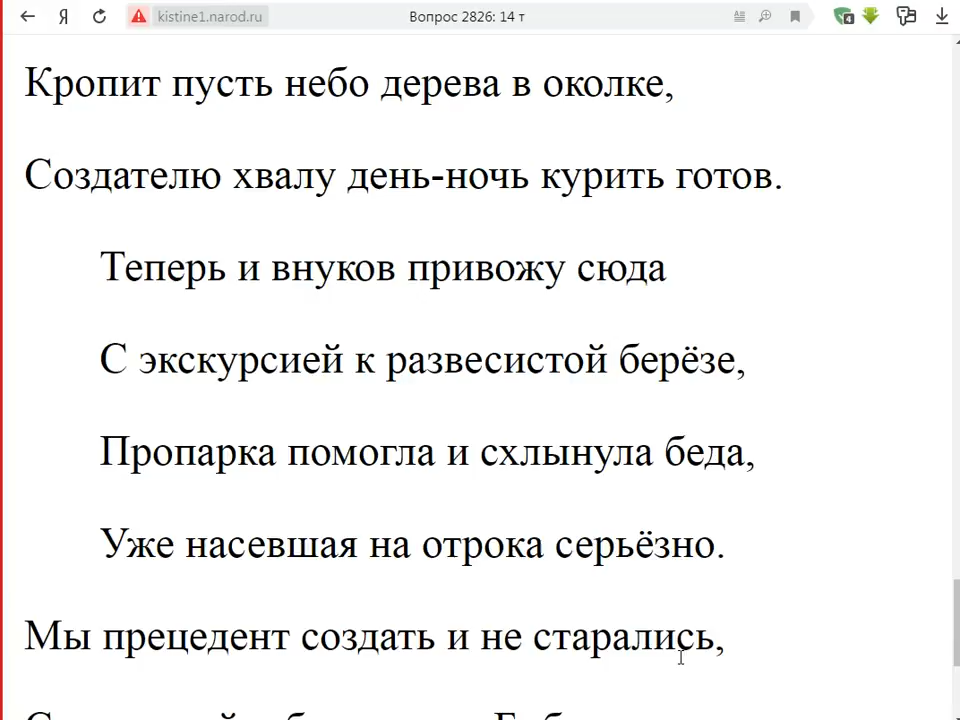 kistine1.narod.ru
Вопрос 2826: 14 т
Кропит пусть небо дерева в околке,
Создателю хвалу день-ночь курить готов.
Теперь и внуков привожу сюда
С экскурсией к развесистой берёзе,
Пропарка помогла и схлынула беда,
Уже насевшая на отрока серьёзно.
Мы прецедент создать и не старались,